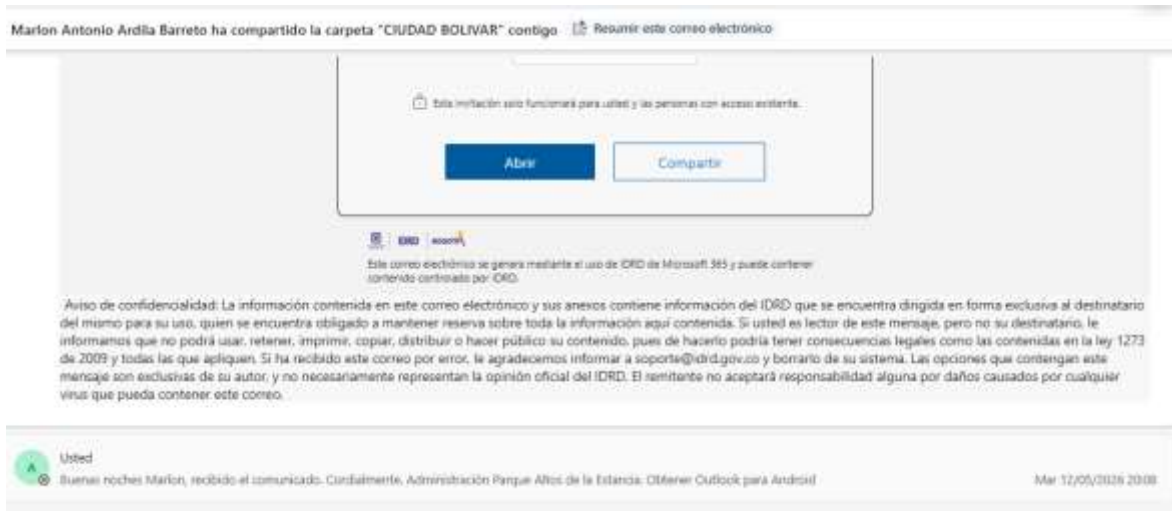 Marlon Antonio Ardila Barreto ha compartido la carpeta "CIUDAD BOLIVAR" contigo Resumir este correo electrónico
Esta invitación solo funcionará para usted y las personas con acceso existente.
Abrir Compartir
IDRD BOGOTÁ
Este correo electrónico se genera mediante el uso de IDRD de Microsoft 365 y puede contener
contenido controlado por IDRD.
Aviso de confidencialidad: La información contenida en este correo electrónico y sus anexos contiene información del IDRD que se encuentra dirigida en forma exclusiva al destinatario
del mismo para su uso, quien se encuentra obligado a mantener reserva sobre toda la información aquí contenida. Si usted es lector de este mensaje, pero no su destinatario, le
informamos que no podrá usar, retener, imprimir, copiar, distribuir o hacer público su contenido, pues de hacerlo podría tener consecuencias legales como las contenidas en la ley 1273
de 2009 y todas las que apliquen. Si ha recibido este correo por error, le agradecemos informar a soporte@idrd.gov.co y borrarlo de su sistema. Las opciones que contengan este
mensaje son exclusivas de su autor, y no necesariamente representan la opinión oficial del IDRD. El remitente no aceptará responsabilidad alguna por daños causados por cualquier
virus que pueda contener este correo.
A Usted
Buenas noches Marlon, recibido el comunicado. Cordialmente, Administración Parque Altos de la Estancia. Obtener Outlook para Android Mar 12/05/2026 20:08